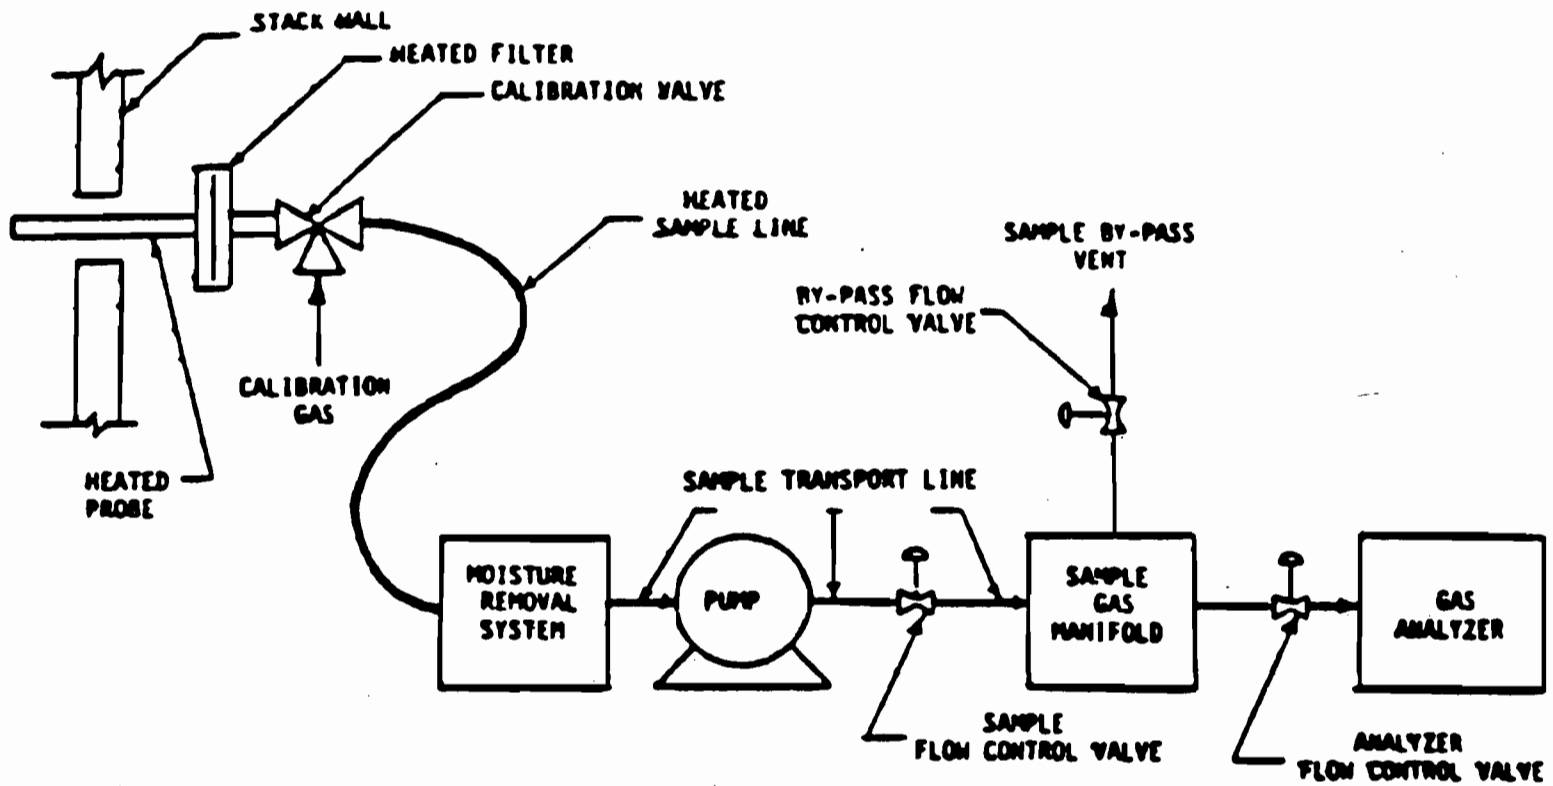 STACK WALL
HEATED FILTER
CALIBRATION VALVE
HEATED
SAMPLE LINE
SAMPLE BY-PASS
VENT
BY-PASS FLOW
CONTROL VALVE
CALIBRATION
GAS
HEATED
PROBE
SAMPLE TRANSPORT LINE
MOISTURE
REMOVAL
SYSTEM
PUMP
SAMPLE
GAS
MANIFOLD
GAS
ANALYZER
SAMPLE
FLOW CONTROL VALVE
ANALYZER
FLOW CONTROL VALVE